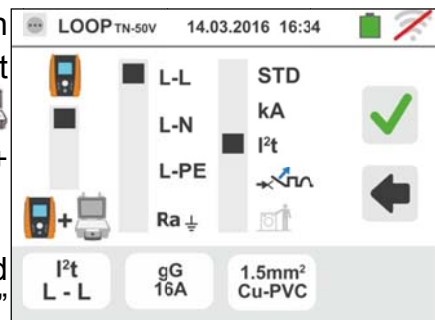 n
t
+
d
”
LOOP TN-50V 14.03.2016 16:34
L-L
L-N
L-PE
Ra
STD
kA
I²t
+
I²t
L - L
gG
16A
1.5mm²
Cu-PVC